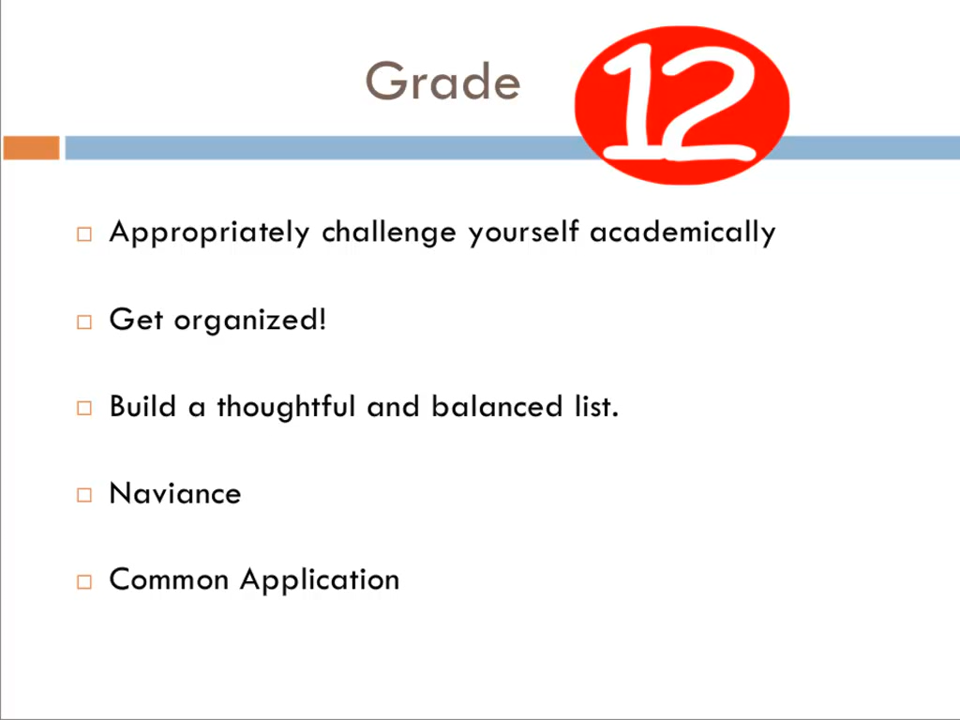 Grade 12
Appropriately challenge yourself academically
Get organized!
Build a thoughtful and balanced list.
Naviance
Common Application